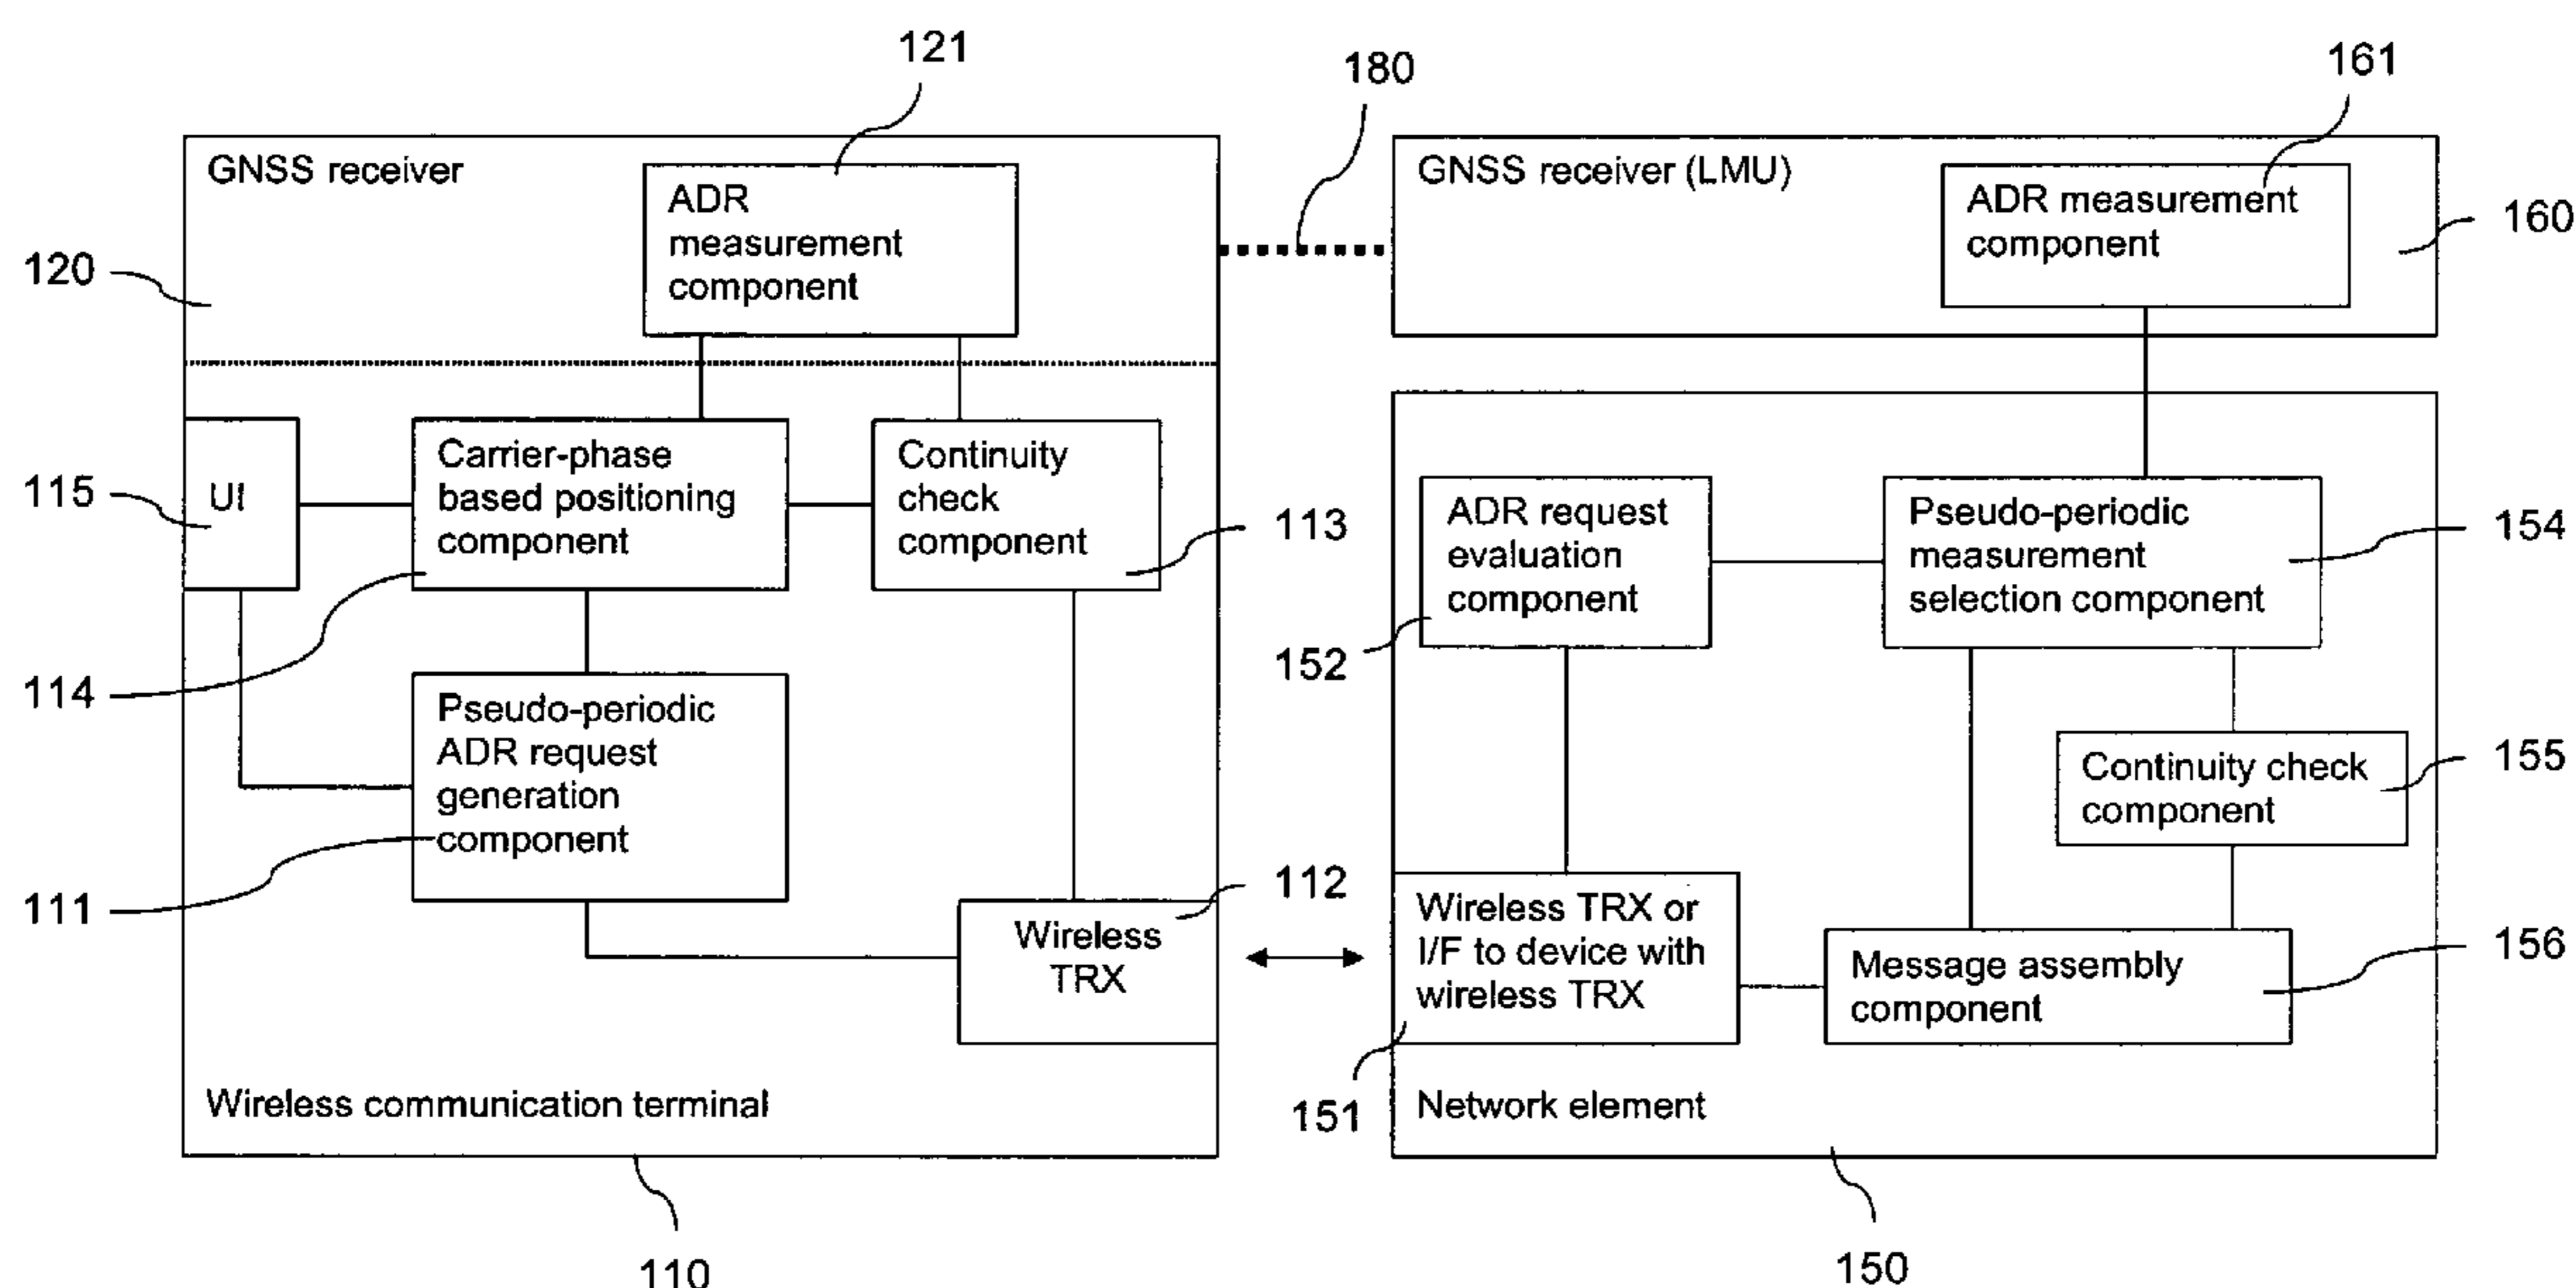 121
180
161
GNSS receiver
ADR
measurement
component
GNSS receiver (LMU)
ADR measurement
component
160
120
115
UI
Carrier-phase
based positioning
component
Continuity
check
component
113
ADR request
evaluation
component
152
Pseudo-periodic
measurement
selection component
154
114
Pseudo-periodic
ADR request
generation
component
111
Continuity check
component
155
112
Wireless
TRX
Wireless TRX or
I/F to device with
wireless TRX
151
Message assembly
component
156
Wireless communication terminal
Network element
110
150